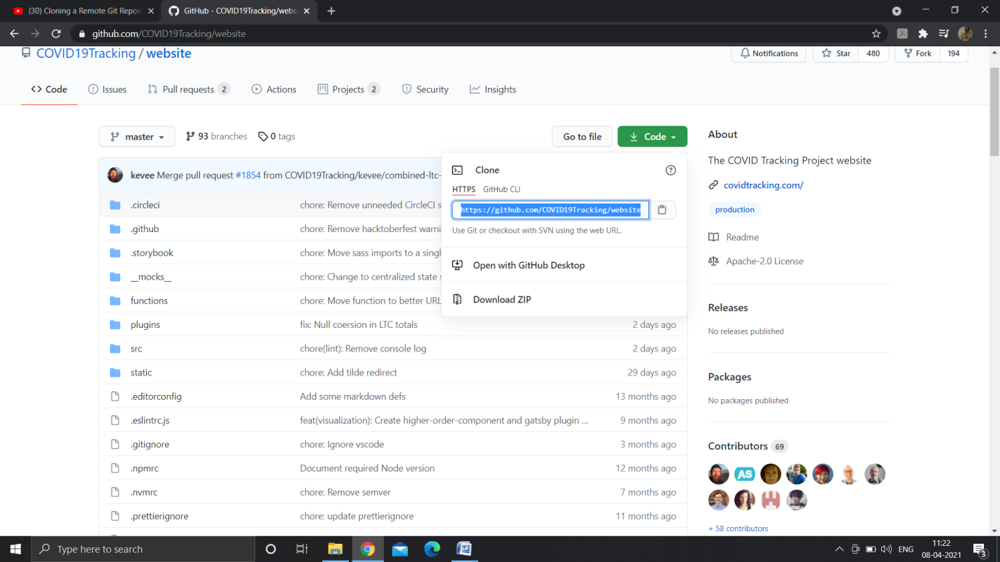 (30) Cloning a Remote Git Repos
GitHub - COVID19Tracking/websi
github.com/COVID19Tracking/website
COVID19Tracking / website
Notifications
Star 480
Fork 194
Code
Issues
Pull requests 2
Actions
Projects 2
Security
Insights
master
93 branches
0 tags
Go to file
Code
About
The COVID Tracking Project website
covidtracking.com/
production
Readme
Apache-2.0 License
Releases
No releases published
Packages
No packages published
Contributors 69
+ 58 contributors
Clone
HTTPS GitHub CLI
https://github.com/COVID19Tracking/website
Use Git or checkout with SVN using the web URL.
Open with GitHub Desktop
Download ZIP
kevee Merge pull request #1854 from COVID19Tracking/kevee/combined-ltc-
.circleci chore: Remove unneeded CircleCI s
.github chore: Remove hacktoberfest warni
.storybook chore: Move sass imports to a singl
__mocks__ chore: Change to centralized state s
functions chore: Move function to better URL
plugins fix: Null coersion in LTC totals 2 days ago
src chore(lint): Remove console log 2 days ago
static chore: Add tilde redirect 29 days ago
.editorconfig Add some markdown defs 13 months ago
.eslintrc.js feat(visualization): Create higher-order-component and gatsby plugin ... 9 months ago
.gitignore chore: Ignore vscode 3 months ago
.npmrc Document required Node version 12 months ago
.nvmrc chore: Remove semver 7 months ago
.prettierignore chore: update prettierignore 11 months ago
AS
Type here to search
ENG
11:22
08-04-2021
3